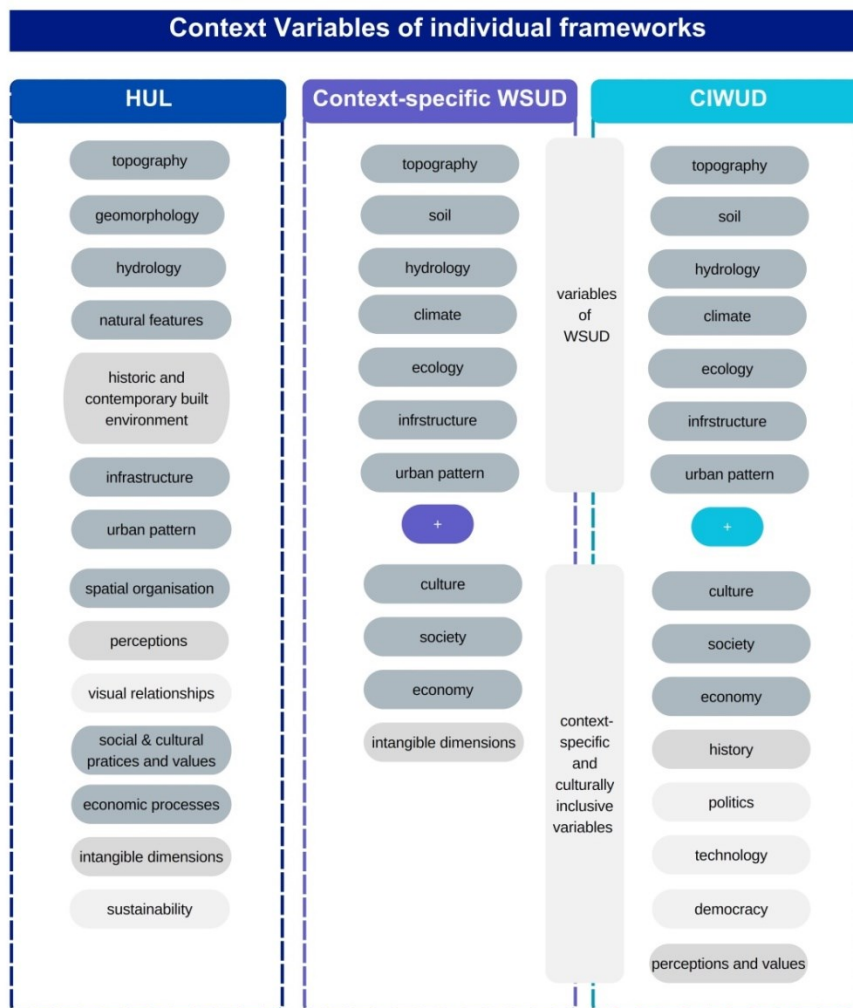 Context Variables of individual frameworks
HUL
topography
geomorphology
hydrology
natural features
historic and
contemporary built
environment
infrastructure
urban pattern
spatial organisation
perceptions
visual relationships
social & cultural
pratices and values
economic processes
intangible dimensions
sustainability
Context-specific WSUD
topography
soil
hydrology
climate
ecology
infrstructure
urban pattern
+
culture
society
economy
intangible dimensions
variables
of
WSUD
context-
specific
and
culturally
inclusive
variables
CIWUD
topography
soil
hydrology
climate
ecology
infrstructure
urban pattern
+
culture
society
economy
history
politics
technology
democracy
perceptions and values